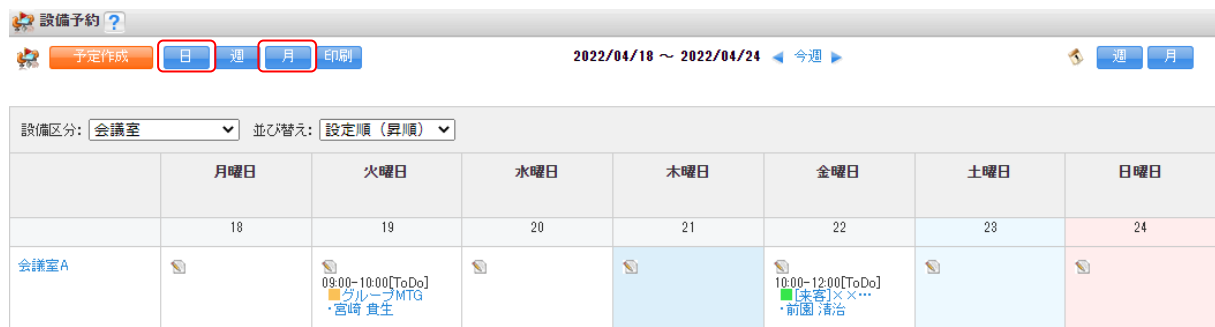 設備予約 ?
予定作成 日 週 月 印刷 2022/04/18 ～ 2022/04/24 今週 週 月
設備区分: 会議室 並び替え: 設定順（昇順）
月曜日 火曜日 水曜日 木曜日 金曜日 土曜日 日曜日
18 19 20 21 22 23 24
会議室A
09:00-10:00[ToDo] 10:00-12:00[ToDo]
グループMTG [来客]××…
・宮崎 貴生 ・前園 清治